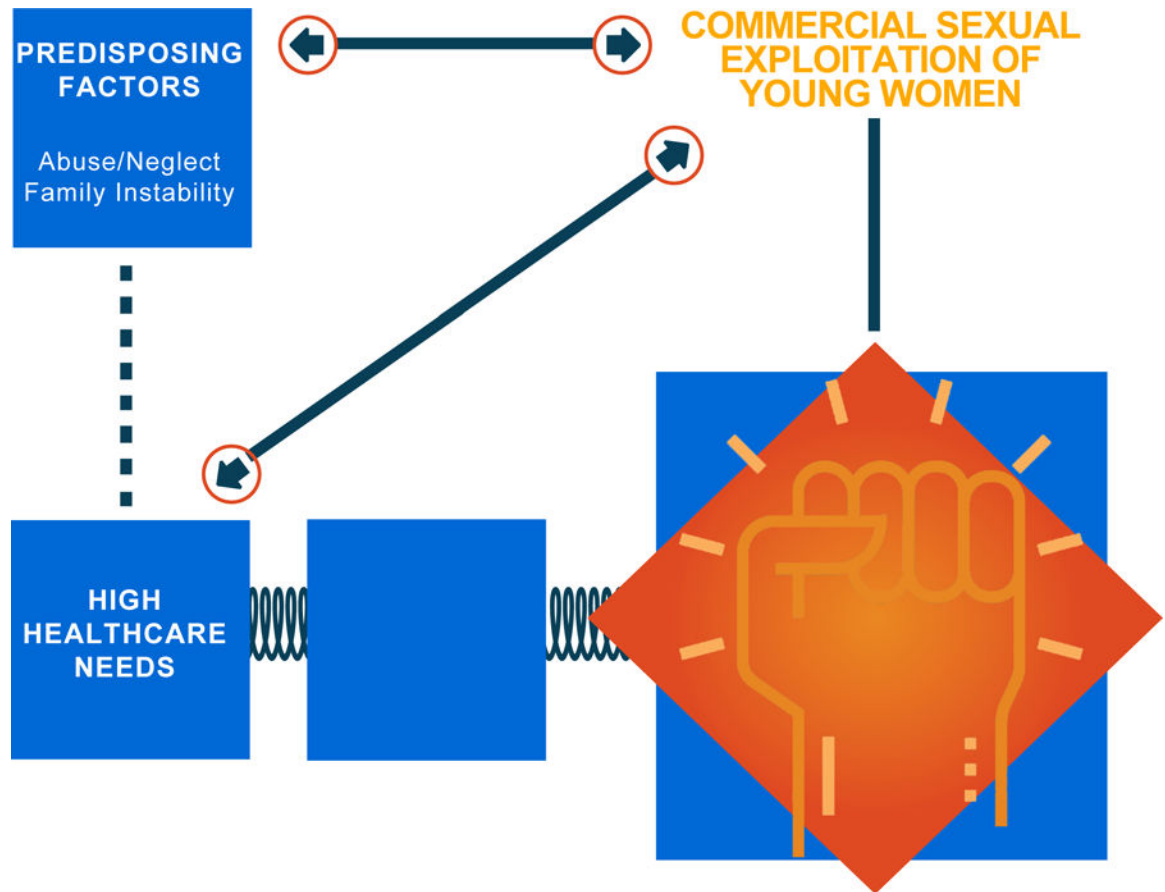 PREDISPOSING
FACTORS
Abuse/Neglect
Family Instability
COMMERCIAL SEXUAL
EXPLOITATION OF
YOUNG WOMEN
HIGH
HEALTHCARE
NEEDS